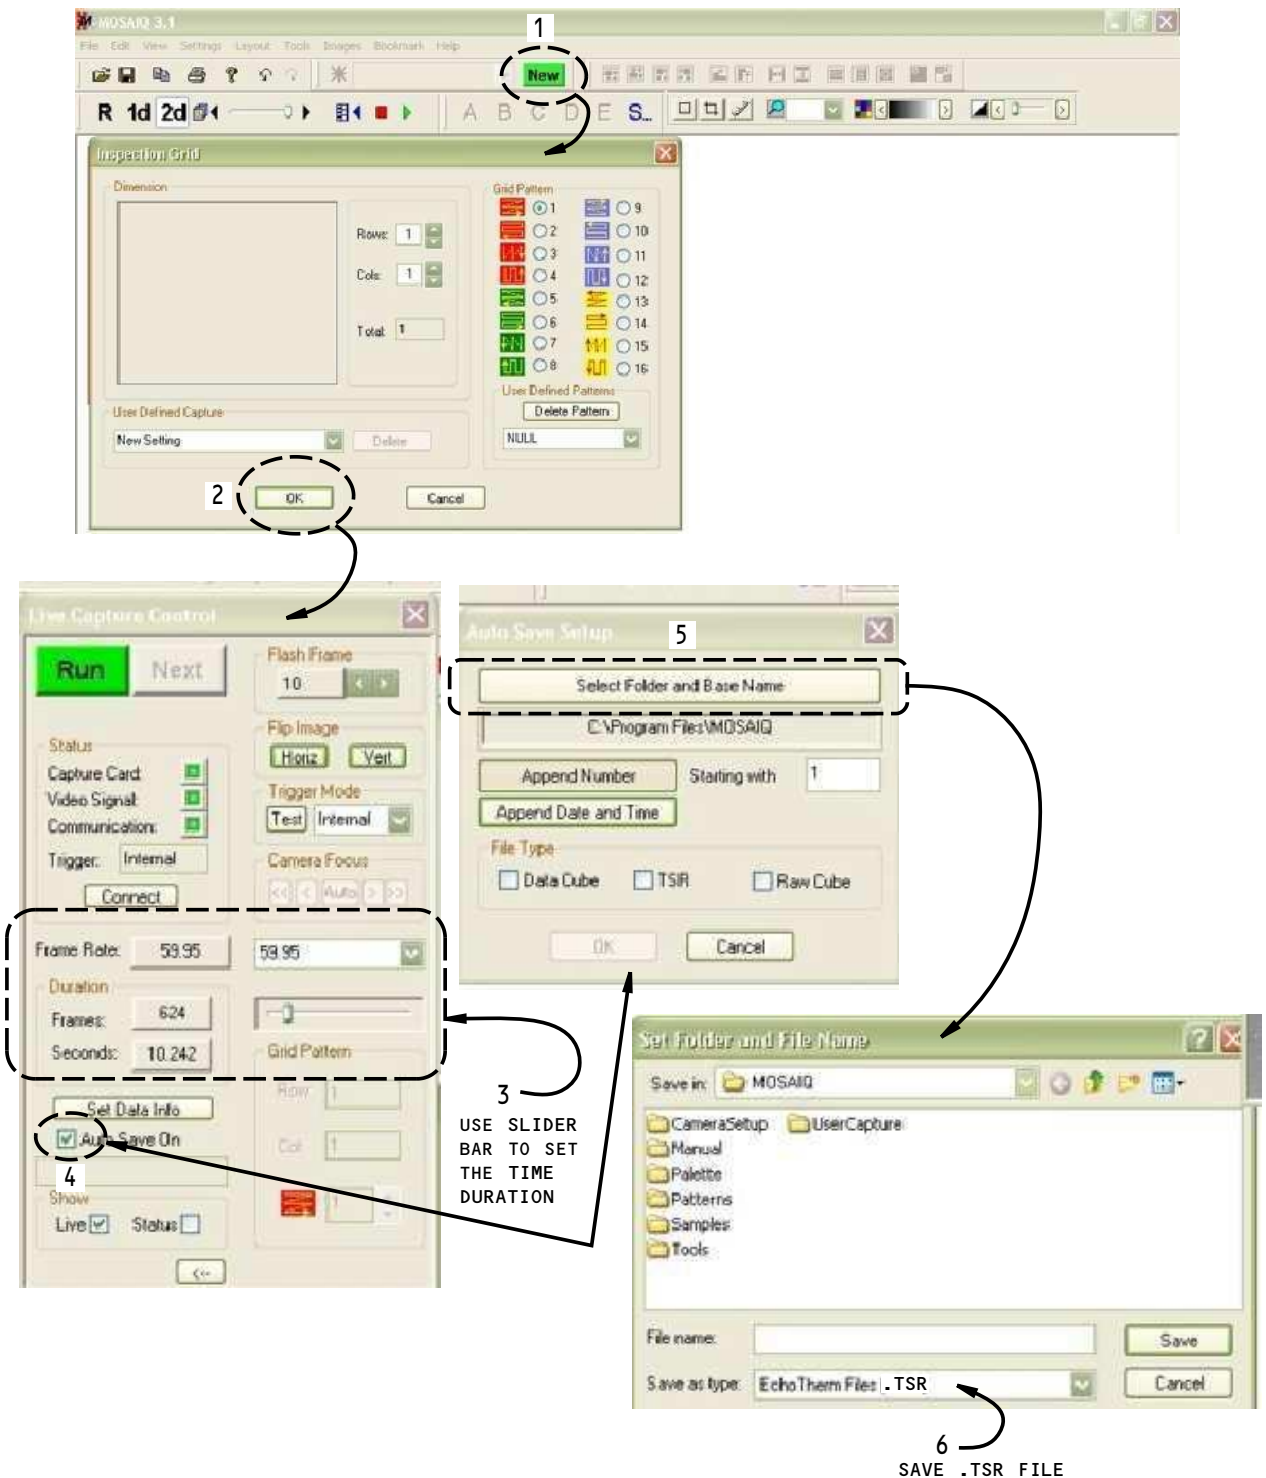 MOSAIQ 3.1
1
File Edit View Settings Layout Tools Images Bookmark Help
New
R 1d 2d A B C D E S...
Inspection Grid
Dimension
Rows: 1
Cols: 1
Total: 1
Grid Pattern
1 9
2 10
3 11
4 12
5 13
6 14
7 15
8 16
User Defined Patterns
Delete Pattern
NULL
User Defined Capture
New Setting Delete
2 OK Cancel
Live Capture Control
Run Next
Flash Frame
10
Flip Image
Horiz Vert
Status
Capture Card:
Video Signal:
Communication:
Trigger: Internal
Connect
Trigger Mode
Test Internal
Camera Focus
<< < Auto > >>
Frame Rate: 59.95 59.95
Duration
Frames: 624
Seconds: 10.242
Grid Pattern
Row 1
Col 1
1
Set Data Info
Auto Save On
4
Show
Live Status
<--
3
USE SLIDER
BAR TO SET
THE TIME
DURATION
Auto Save Setup
5
Select Folder and Base Name
C:\Program Files\MOSAIQ
Append Number Starting with 1
Append Date and Time
File Type
Data Cube TSR Raw Cube
OK Cancel
Set Folder and File Name
Save in: MOSAIQ
CameraSetup UserCapture
Manual
Palette
Patterns
Samples
Tools
File name: Save
Save as type: EchoTherm Files .TSR Cancel
6
SAVE .TSR FILE